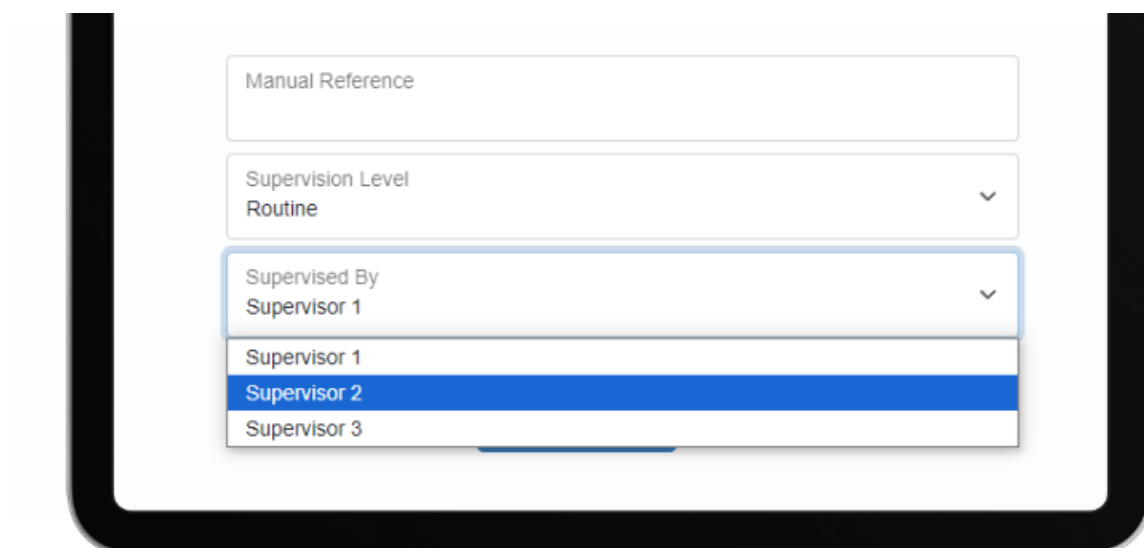 Manual Reference
Supervision Level
Routine
Supervised By
Supervisor 1
Supervisor 1
Supervisor 2
Supervisor 3